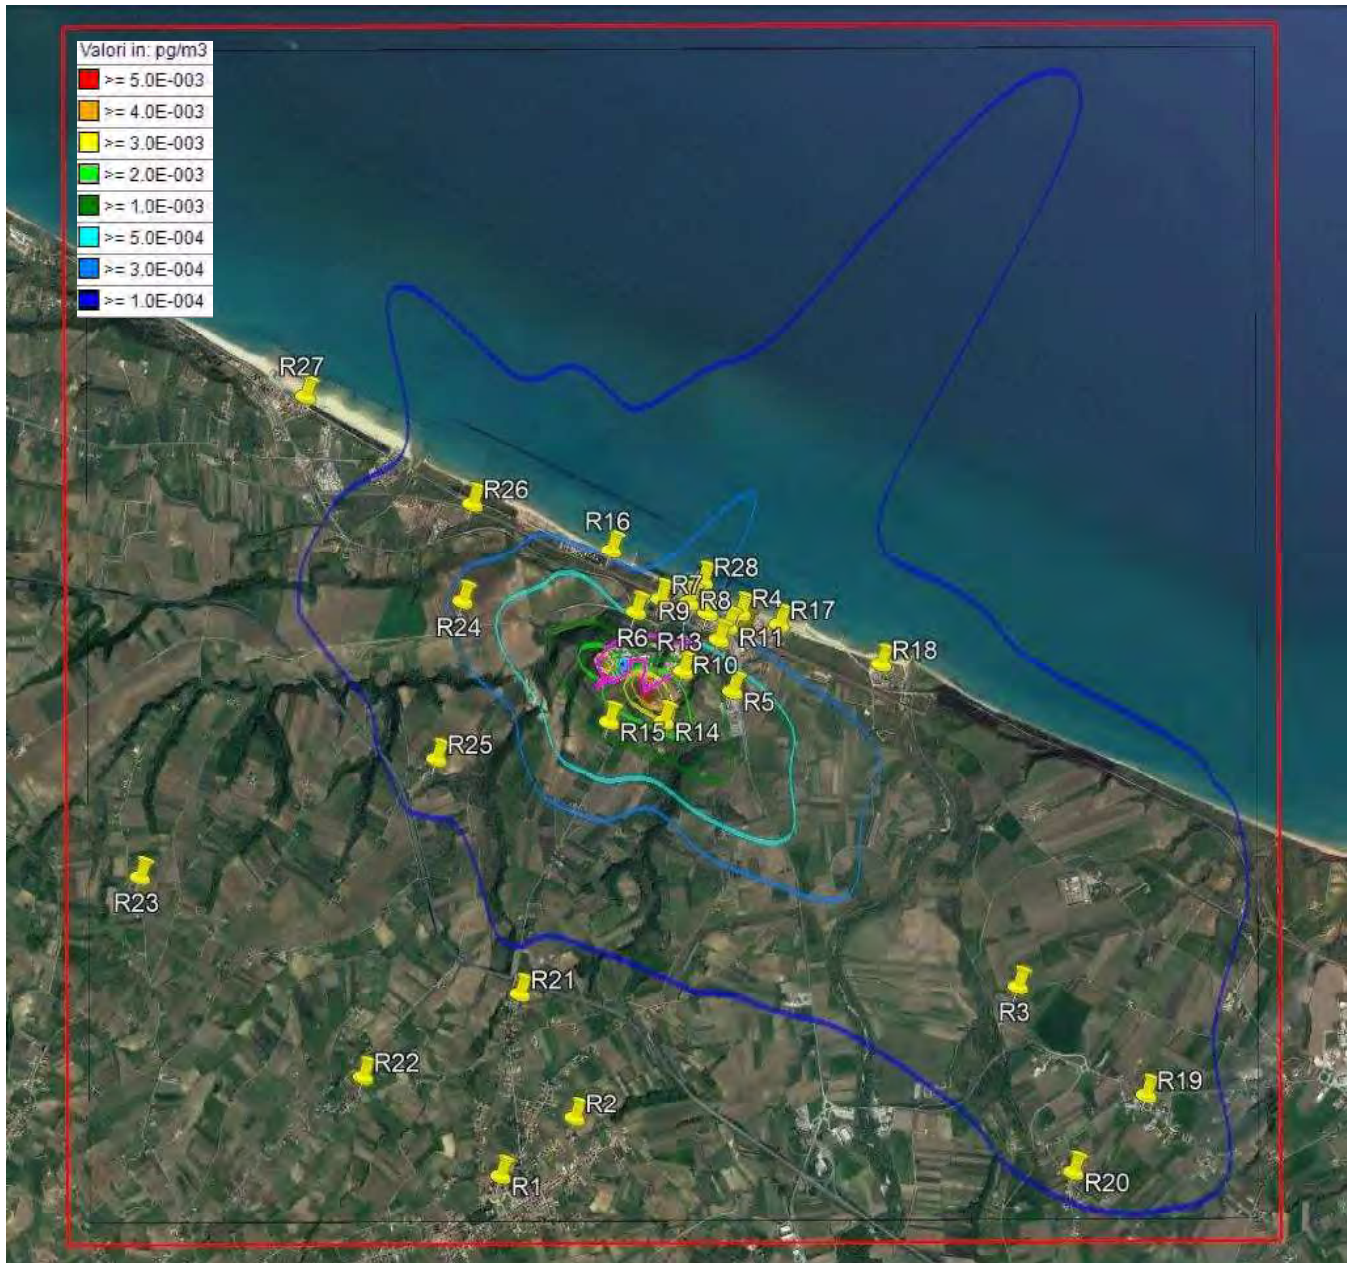 Valori in: pg/m3
>= 5.0E-003
>= 4.0E-003
>= 3.0E-003
>= 2.0E-003
>= 1.0E-003
>= 5.0E-004
>= 3.0E-004
>= 1.0E-004
R27
R26
R16
R28
R7
R24
R9
R8
R4
R17
R6
R13
R11
R18
R10
R5
R15
R14
R25
R23
R21
R3
R22
R19
R2
R1
R20